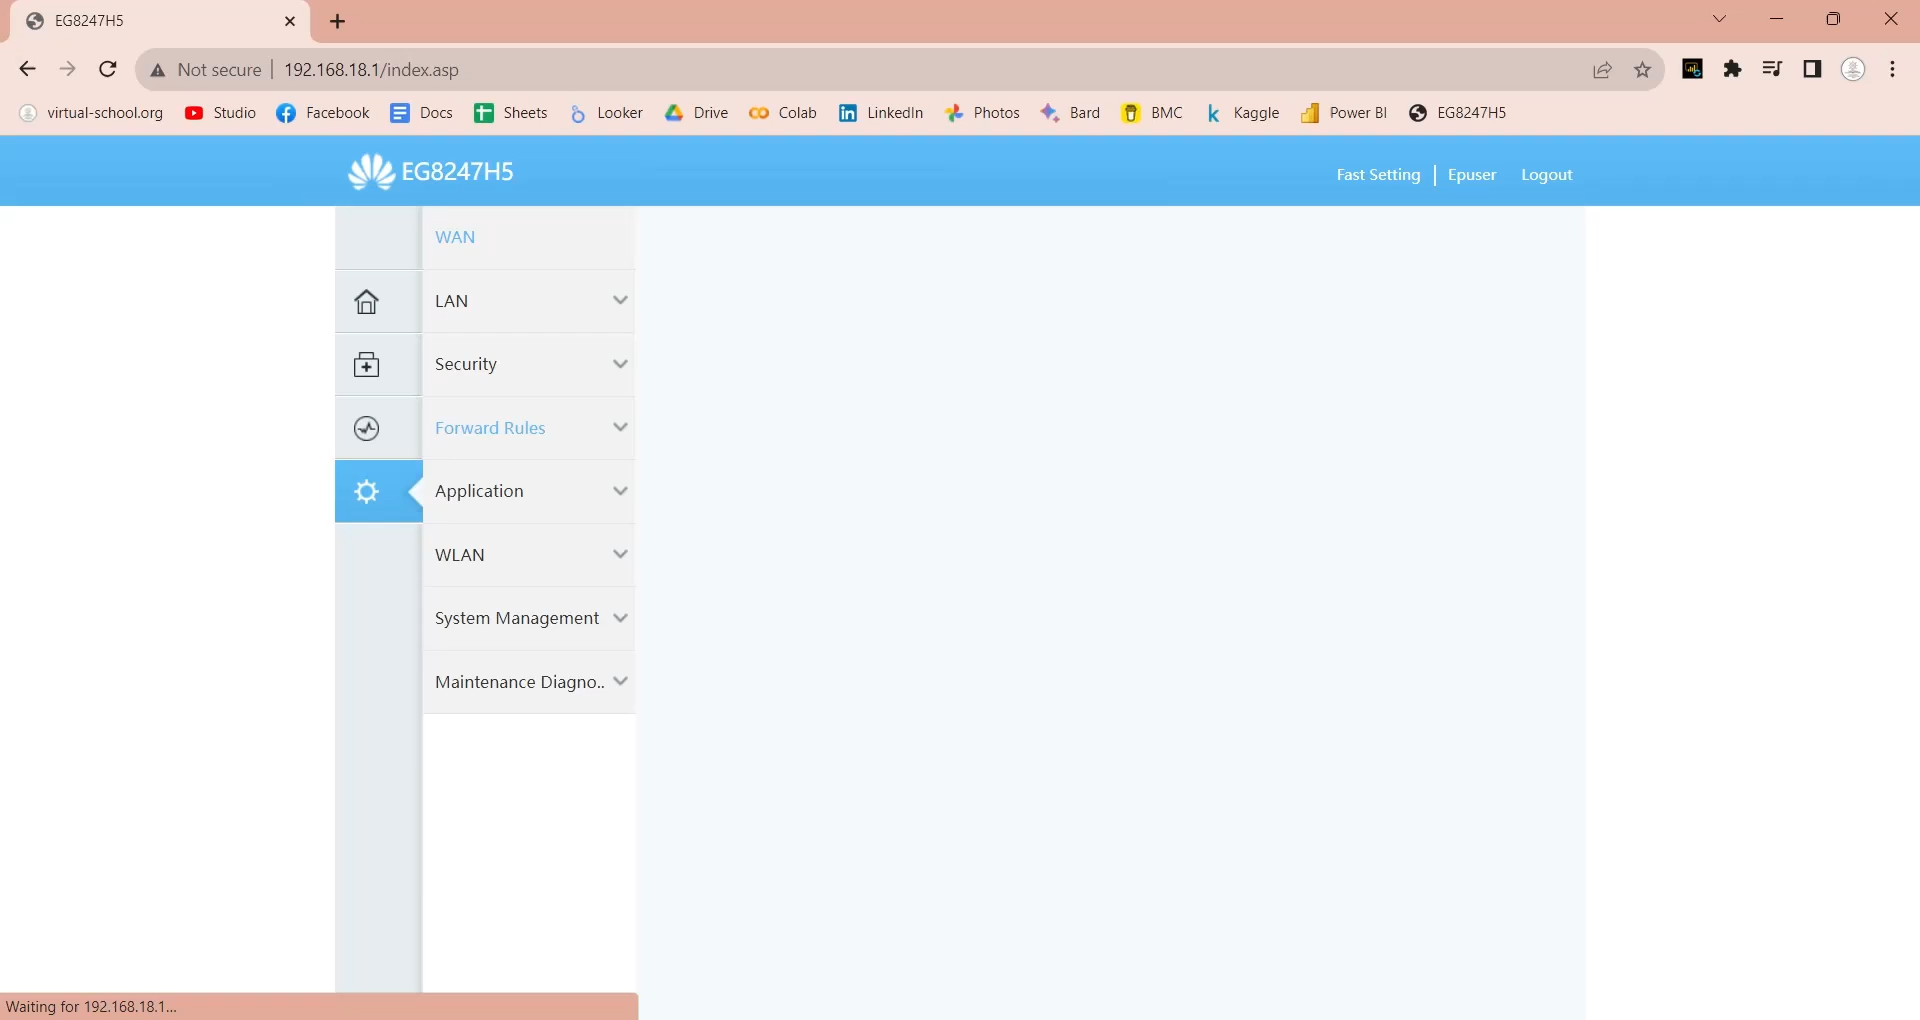 EG8247H5
Not secure 192.168.18.1/index.asp
virtual-school.org Studio Facebook Docs Sheets Looker Drive Colab LinkedIn Photos Bard BMC Kaggle Power BI EG8247H5
EG8247H5 Fast Setting Epuser Logout
WAN
LAN
Security
Forward Rules
Application
WLAN
System Management
Maintenance Diagno..
Waiting for 192.168.18.1...